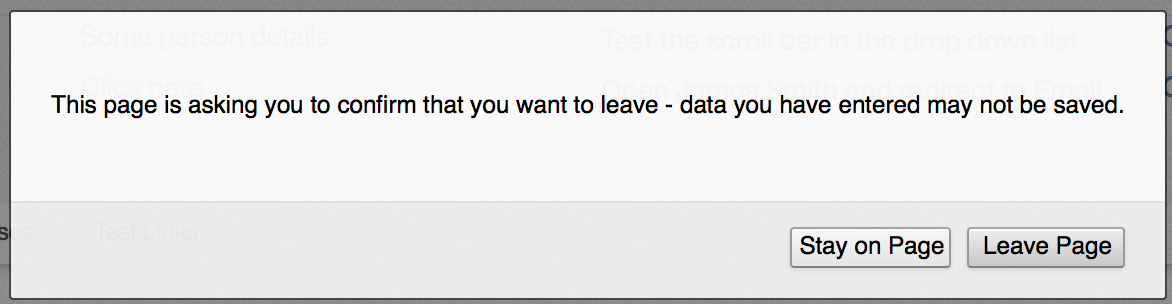 Some person details
Test the scroll bar in the drop down list
Click here
Open James Smith and redirect to Email
This page is asking you to confirm that you want to leave - data you have entered may not be saved.
Test Links
Stay on Page
Leave Page